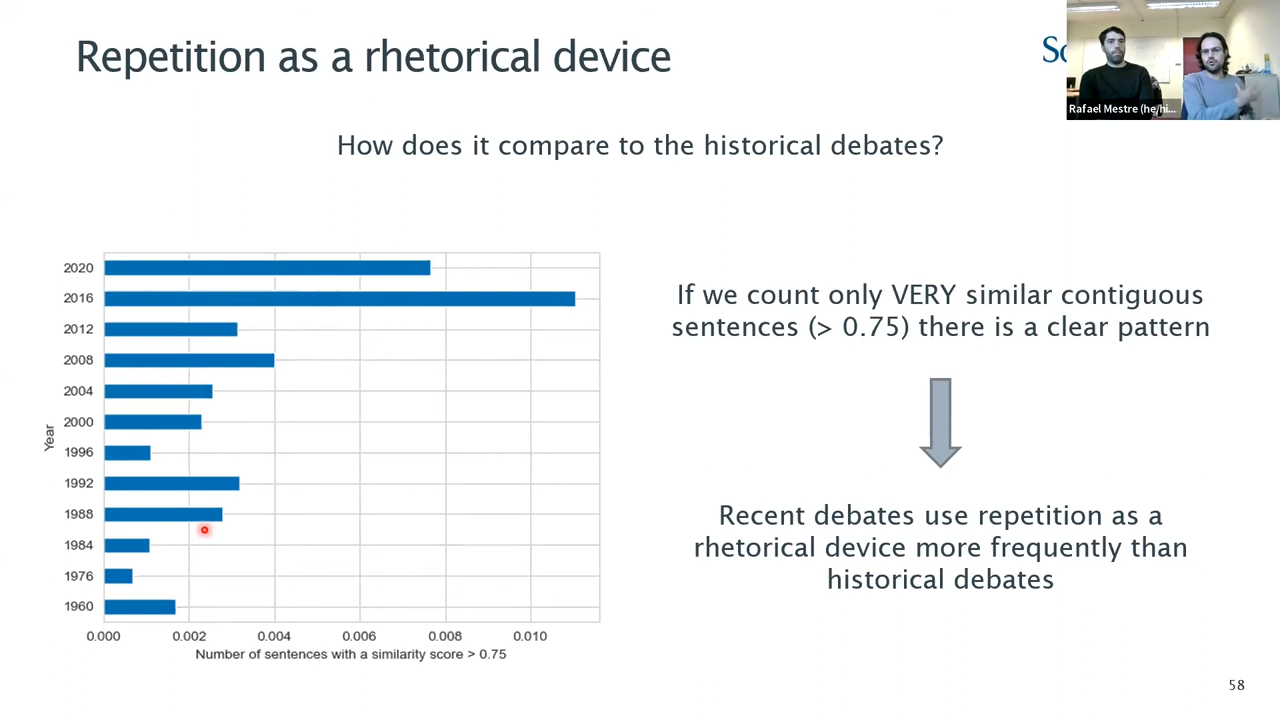 Repetition as a rhetorical device
Rafael Mestre (he/hi...
How does it compare to the historical debates?
2020
2016
2012
2008
2004
2000
1996
1992
1988
1984
1976
1960
Year
0.000 0.002 0.004 0.006 0.008 0.010
Number of sentences with a similarity score > 0.75
If we count only VERY similar contiguous
sentences (> 0.75) there is a clear pattern
Recent debates use repetition as a
rhetorical device more frequently than
historical debates
58